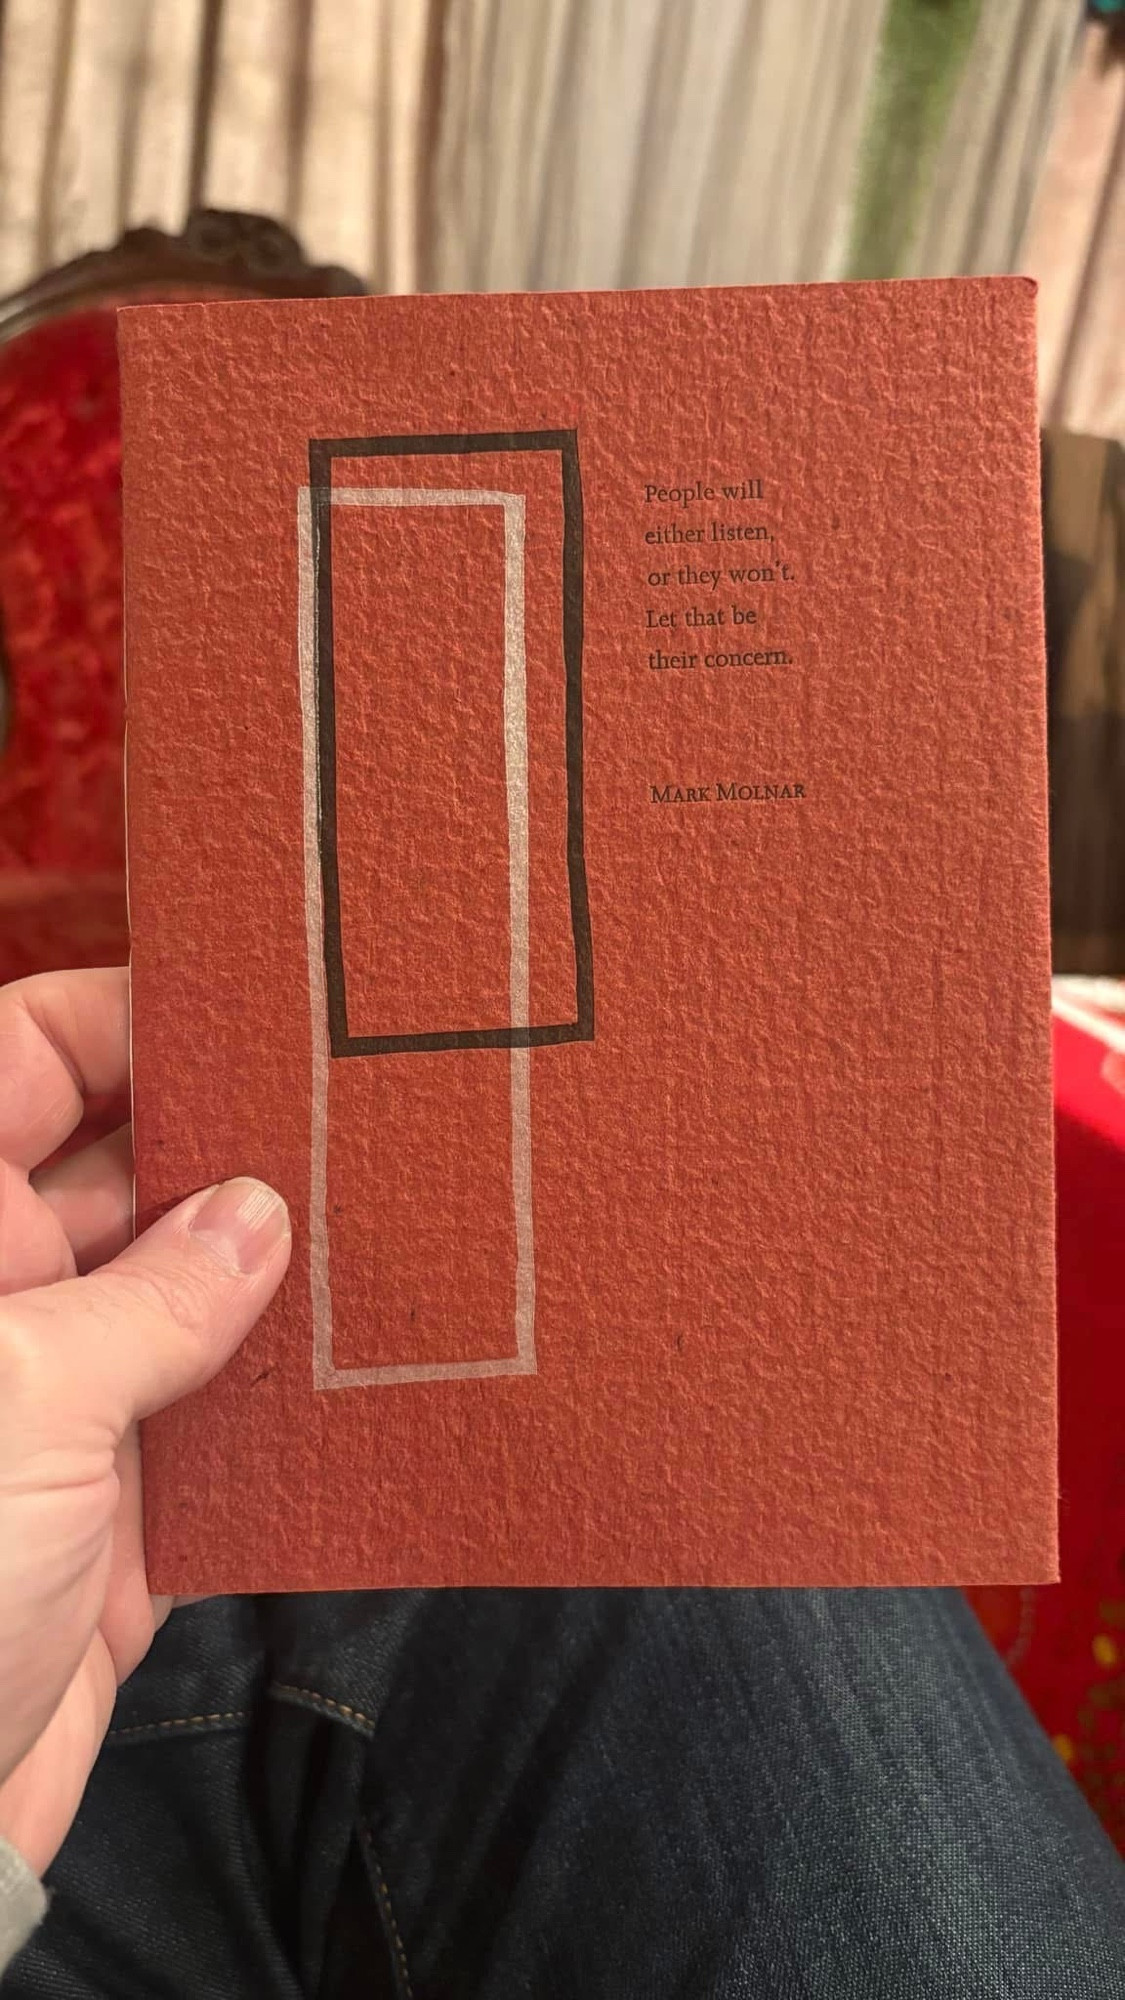 People will
either listen,
or they won't.
Let that be
their concern.
Mark Molnar